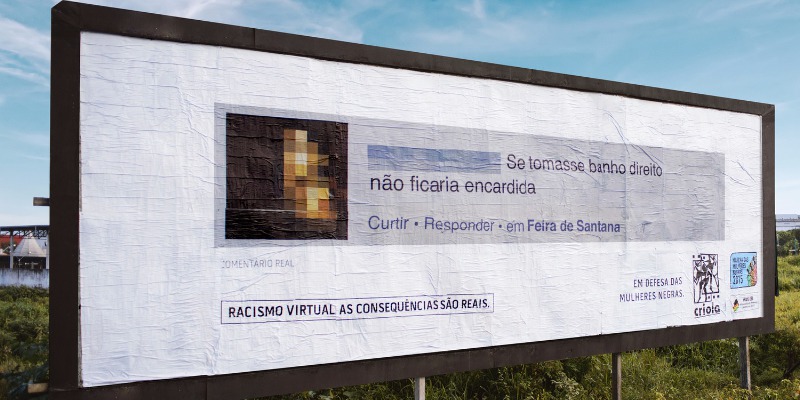 Se tomasse banho direito
não ficaria encardida
Curtir • Responder • em Feira de Santana
COMENTÁRIO REAL
RACISMO VIRTUAL AS CONSEQUÊNCIAS SÃO REAIS.
EM DEFESA DAS
MULHERES NEGRAS.
criola
2015